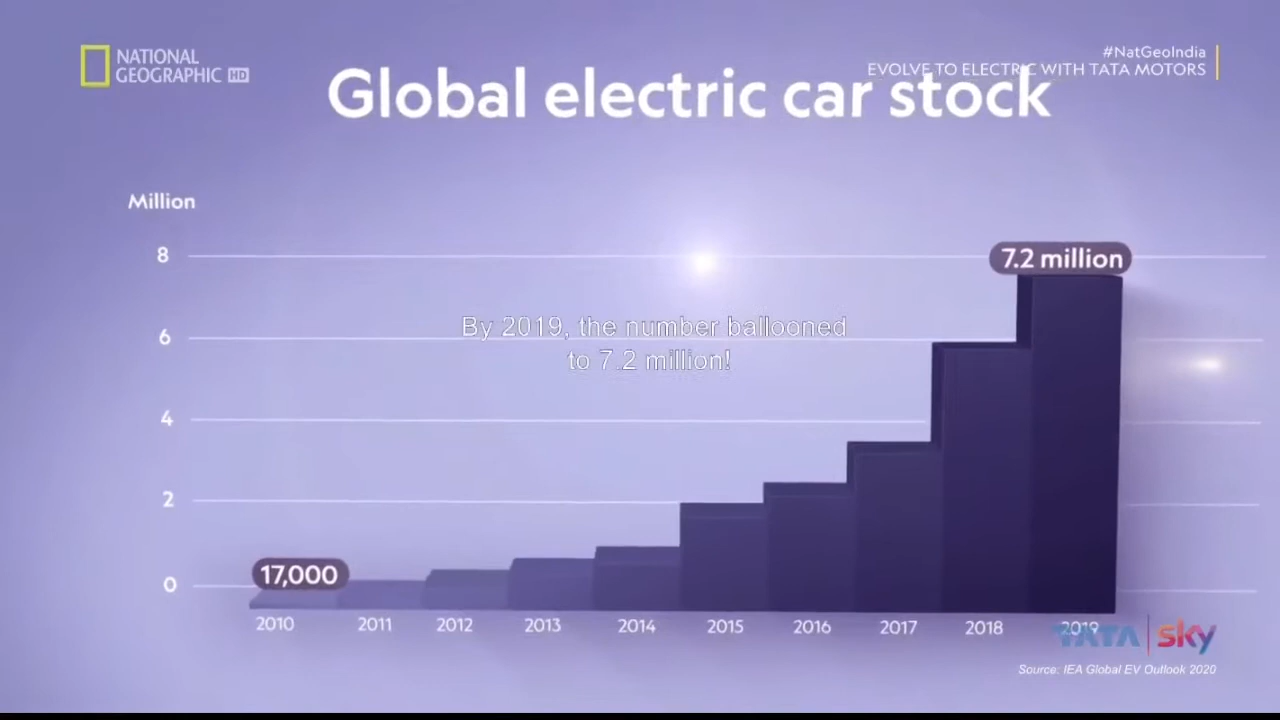 NATIONAL
GEOGRAPHIC HD
#NatGeoIndia
EVOLVE TO ELECTRIC WITH TATA MOTORS
Global electric car stock
Million
8
7.2 million
By 2019, the number ballooned
to 7.2 million!
6
4
2
0
17,000
2010 2011 2012 2013 2014 2015 2016 2017 2018 2019
TATA sky
Source: IEA Global EV Outlook 2020